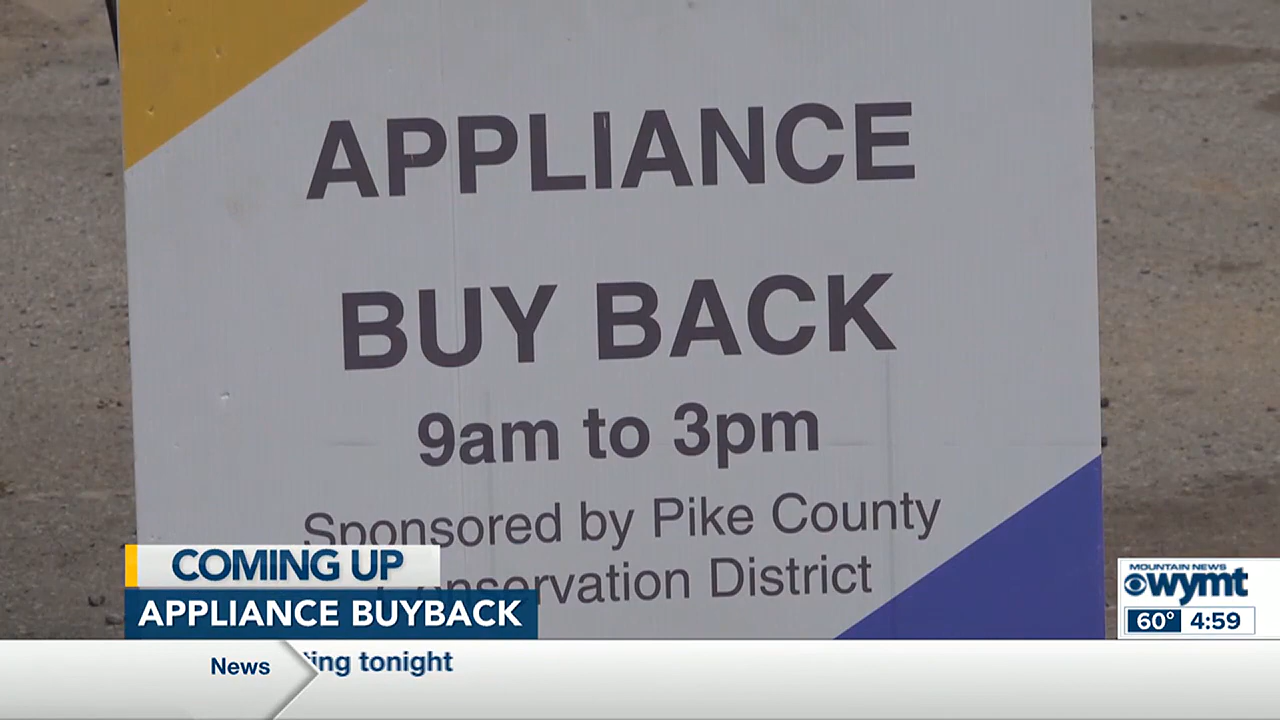 APPLIANCE
BUY BACK
9am to 3pm
Sponsored by Pike County
Conservation District
COMING UP
APPLIANCE BUYBACK
MOUNTAIN NEWS
wymt
60° 4:59
News
ing tonight